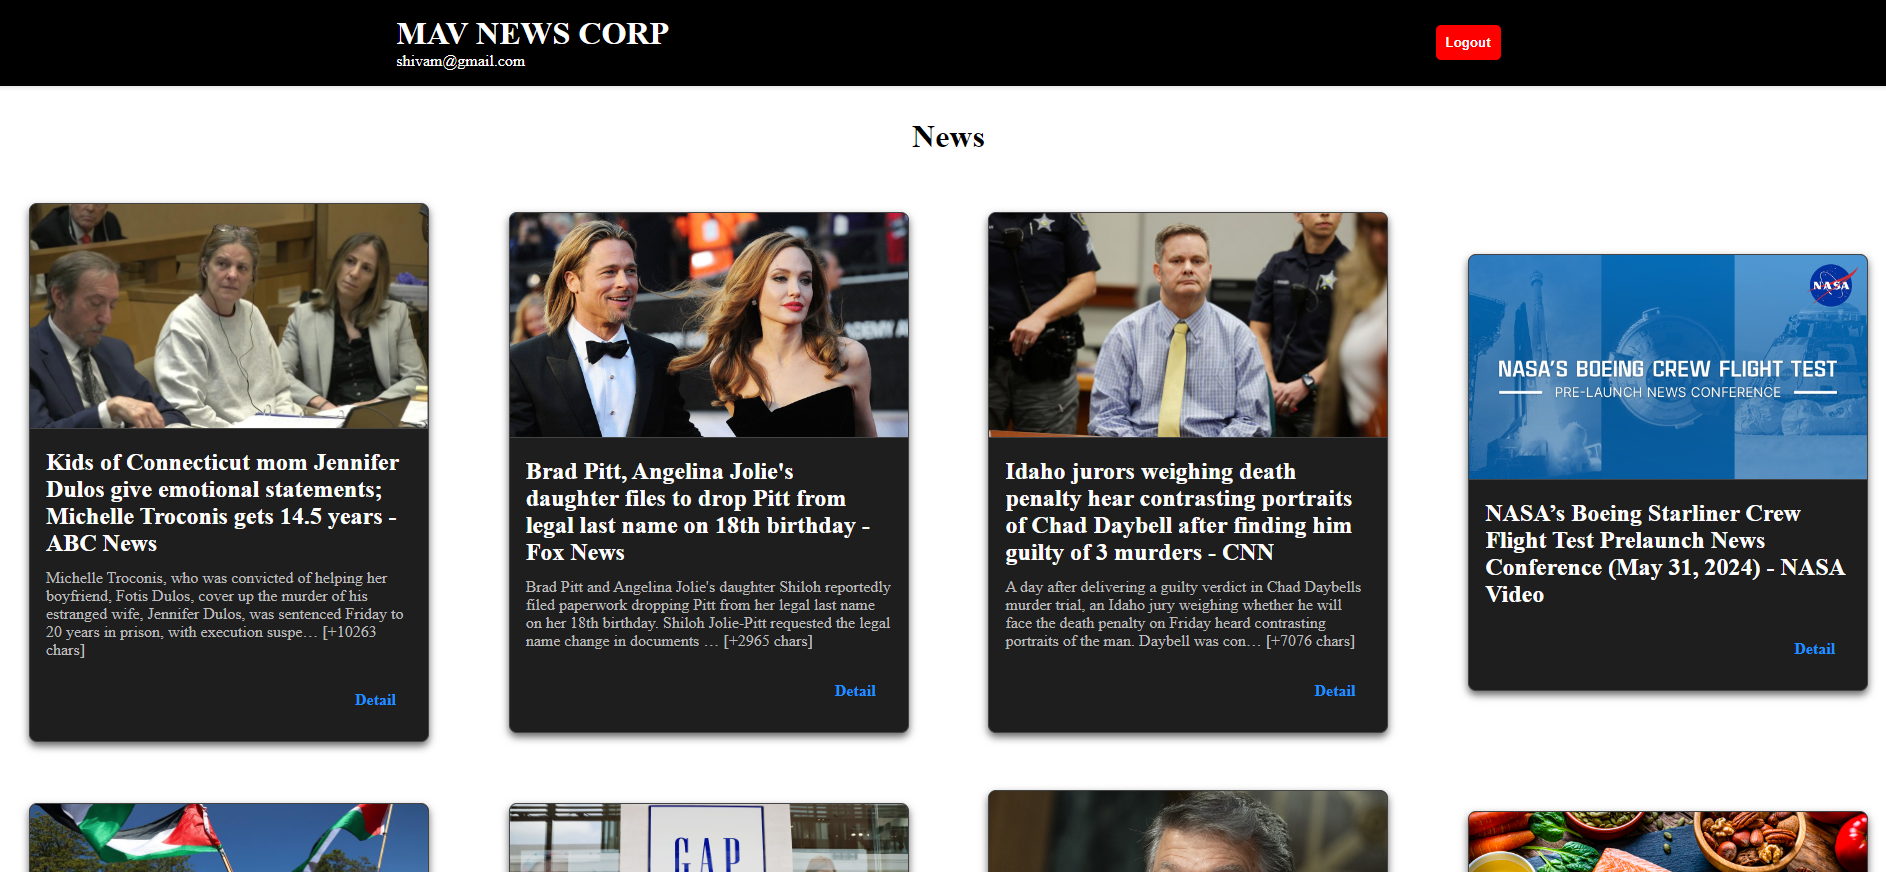 MAV NEWS CORP
shivam@gmail.com
Logout
News
Kids of Connecticut mom Jennifer
Dulos give emotional statements;
Michelle Troconis gets 14.5 years -
ABC News
Michelle Troconis, who was convicted of helping her
boyfriend, Fotis Dulos, cover up the murder of his
estranged wife, Jennifer Dulos, was sentenced Friday to
20 years in prison, with execution suspe… [+10263
chars]
Detail
Brad Pitt, Angelina Jolie's
daughter files to drop Pitt from
legal last name on 18th birthday -
Fox News
Brad Pitt and Angelina Jolie's daughter Shiloh reportedly
filed paperwork dropping Pitt from her legal last name
on her 18th birthday. Shiloh Jolie-Pitt requested the legal
name change in documents … [+2965 chars]
Detail
Idaho jurors weighing death
penalty hear contrasting portraits
of Chad Daybell after finding him
guilty of 3 murders - CNN
A day after delivering a guilty verdict in Chad Daybells
murder trial, an Idaho jury weighing whether he will
face the death penalty on Friday heard contrasting
portraits of the man. Daybell was con… [+7076 chars]
Detail
NASA
NASA'S BOEING CREW FLIGHT TEST
PRE-LAUNCH NEWS CONFERENCE
NASA’s Boeing Starliner Crew
Flight Test Prelaunch News
Conference (May 31, 2024) - NASA
Video
Detail
GAP